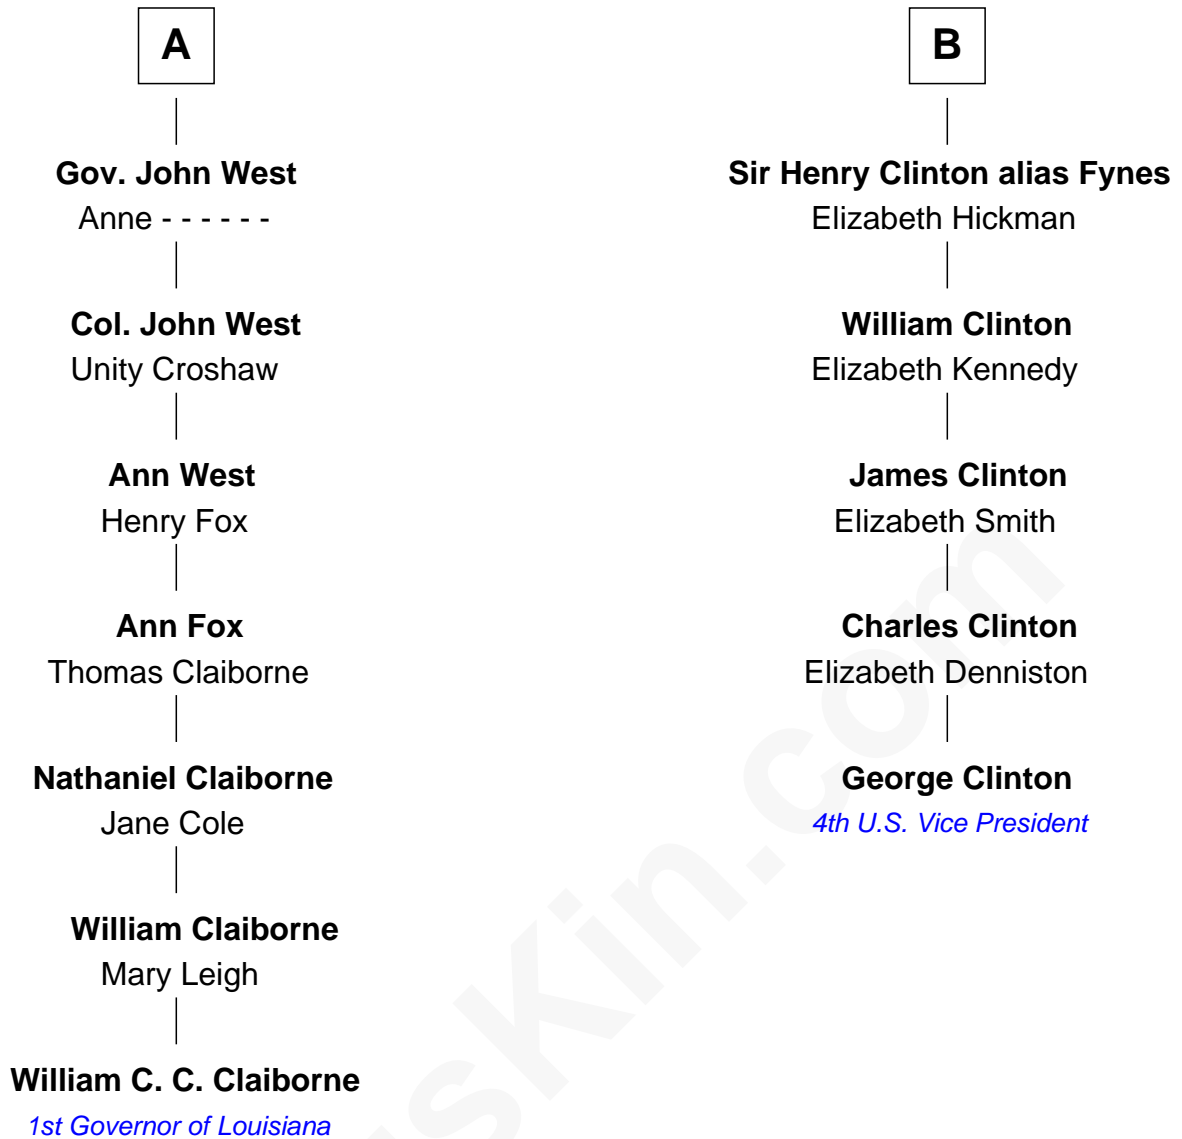 A
Gov. John West
Anne - - - - - -
Col. John West
Unity Croshaw
Ann West
Henry Fox
Ann Fox
Thomas Claiborne
Nathaniel Claiborne
Jane Cole
William Claiborne
Mary Leigh
William C. C. Claiborne
1st Governor of Louisiana
B
Sir Henry Clinton alias Fynes
Elizabeth Hickman
William Clinton
Elizabeth Kennedy
James Clinton
Elizabeth Smith
Charles Clinton
Elizabeth Denniston
George Clinton
4th U.S. Vice President